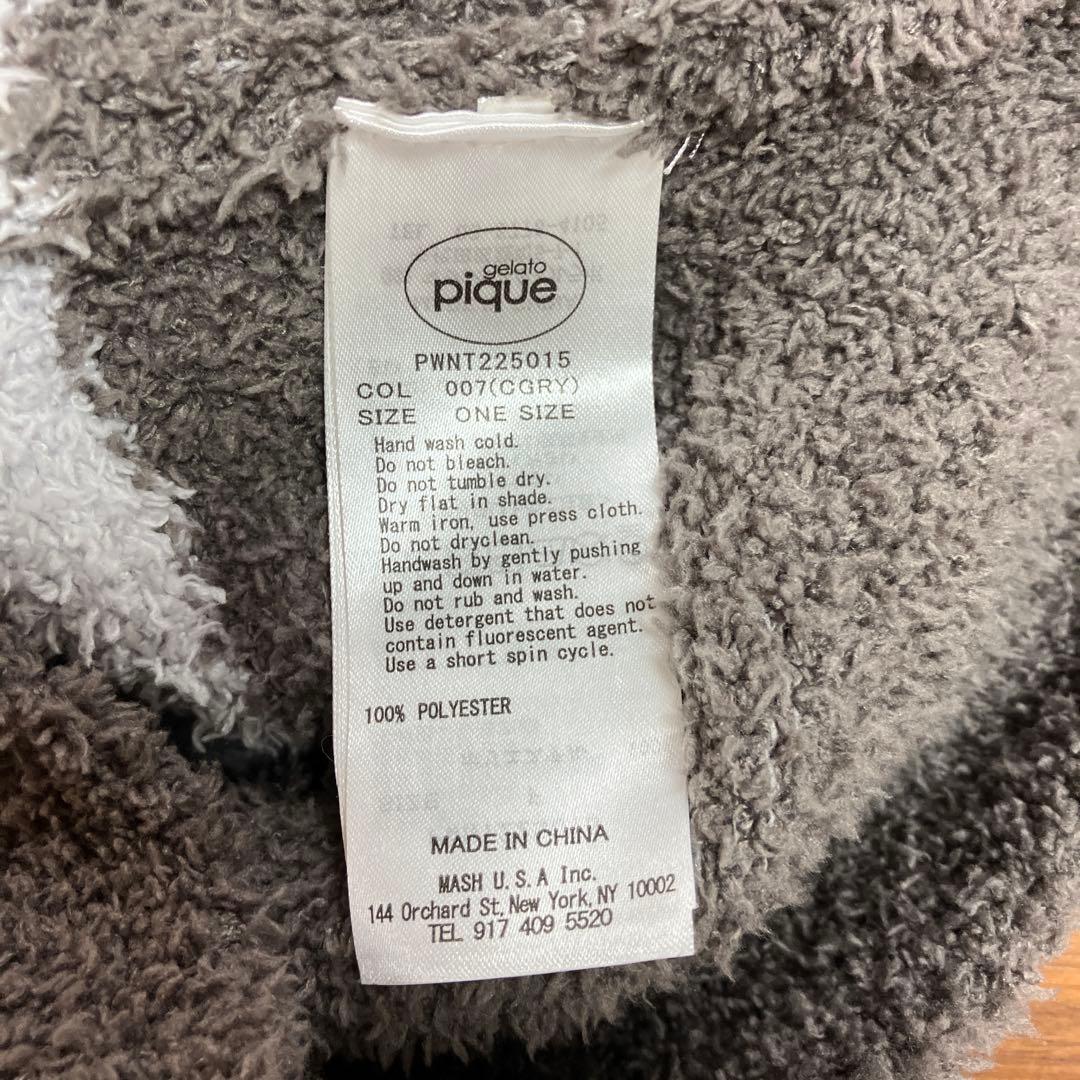 gelato
pique
PWNT225015
COL 007(CGRY)
SIZE ONE SIZE
Hand wash cold.
Do not bleach.
Do not tumble dry.
Dry flat in shade.
Warm iron, use press cloth.
Do not dryclean.
Handwash by gently pushing
up and down in water.
Do not rub and wash.
Use detergent that does not
contain fluorescent agent.
Use a short spin cycle.
100% POLYESTER
MADE IN CHINA
MASH U.S.A Inc.
144 Orchard St, New York, NY 10002
TEL 917 409 5520